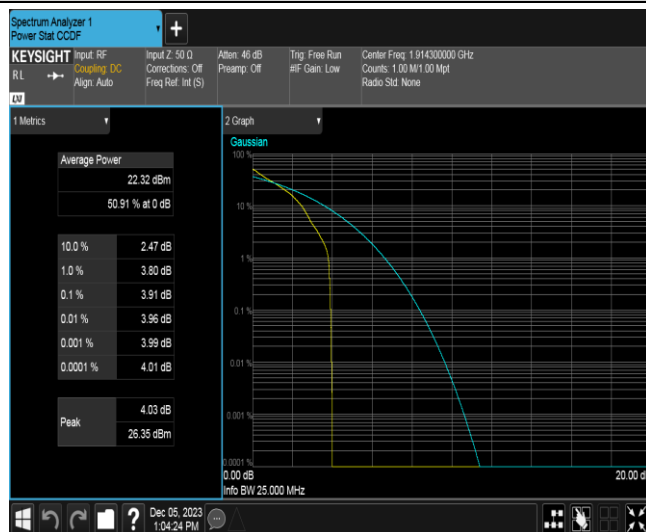 Spectrum Analyzer 1
Power Stat CCDF
KEYSIGHT
RL
Input: RF
Coupling: DC
Align: Auto
Input Z: 50 Ω
Corrections: Off
Freq Ref: Int (S)
Atten: 46 dB
Preamp: Off
Trig: Free Run
#IF Gain: Low
Center Freq: 1.914300000 GHz
Counts: 1.00 M/1.00 Mpt
Radio Std: None
1 Metrics
Average Power
22.32 dBm
50.91 % at 0 dB
10.0 % 2.47 dB
1.0 % 3.80 dB
0.1 % 3.91 dB
0.01 % 3.96 dB
0.001 % 3.99 dB
0.0001 % 4.01 dB
Peak
4.03 dB
26.35 dBm
2 Graph
Gaussian
100 %
10 %
1 %
0.1 %
0.01 %
0.001 %
0.0001 %
0.00 dB
20.00 d
Info BW 25.000 MHz
?
Dec 05, 2023
1:04:24 PM